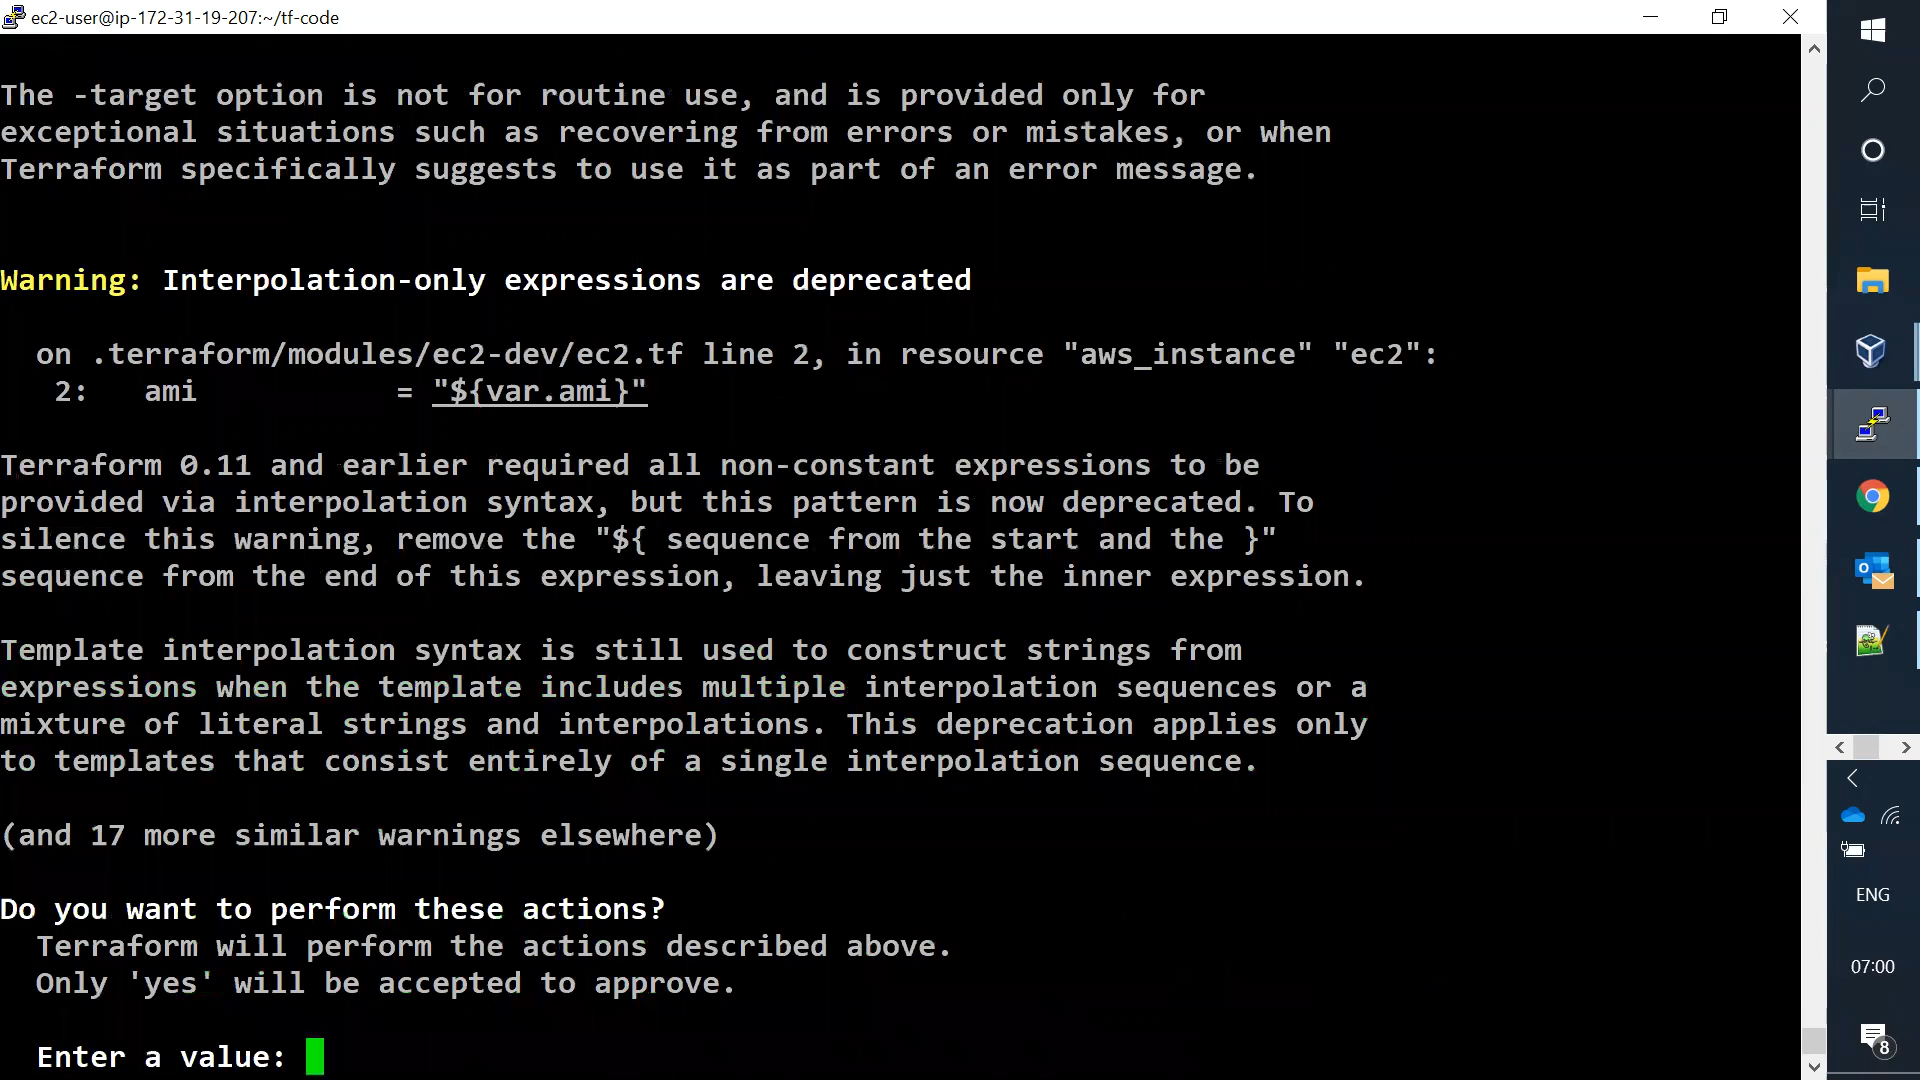 ec2-user@ip-172-31-19-207:~/tf-code
The -target option is not for routine use, and is provided only for
exceptional situations such as recovering from errors or mistakes, or when
Terraform specifically suggests to use it as part of an error message.
Warning: Interpolation-only expressions are deprecated
on .terraform/modules/ec2-dev/ec2.tf line 2, in resource "aws_instance" "ec2":
2: ami = "${var.ami}"
Terraform 0.11 and earlier required all non-constant expressions to be
provided via interpolation syntax, but this pattern is now deprecated. To
silence this warning, remove the "${ sequence from the start and the }"
sequence from the end of this expression, leaving just the inner expression.
Template interpolation syntax is still used to construct strings from
expressions when the template includes multiple interpolation sequences or a
mixture of literal strings and interpolations. This deprecation applies only
to templates that consist entirely of a single interpolation sequence.
(and 17 more similar warnings elsewhere)
Do you want to perform these actions?
Terraform will perform the actions described above.
Only 'yes' will be accepted to approve.
Enter a value:
ENG
07:00
8